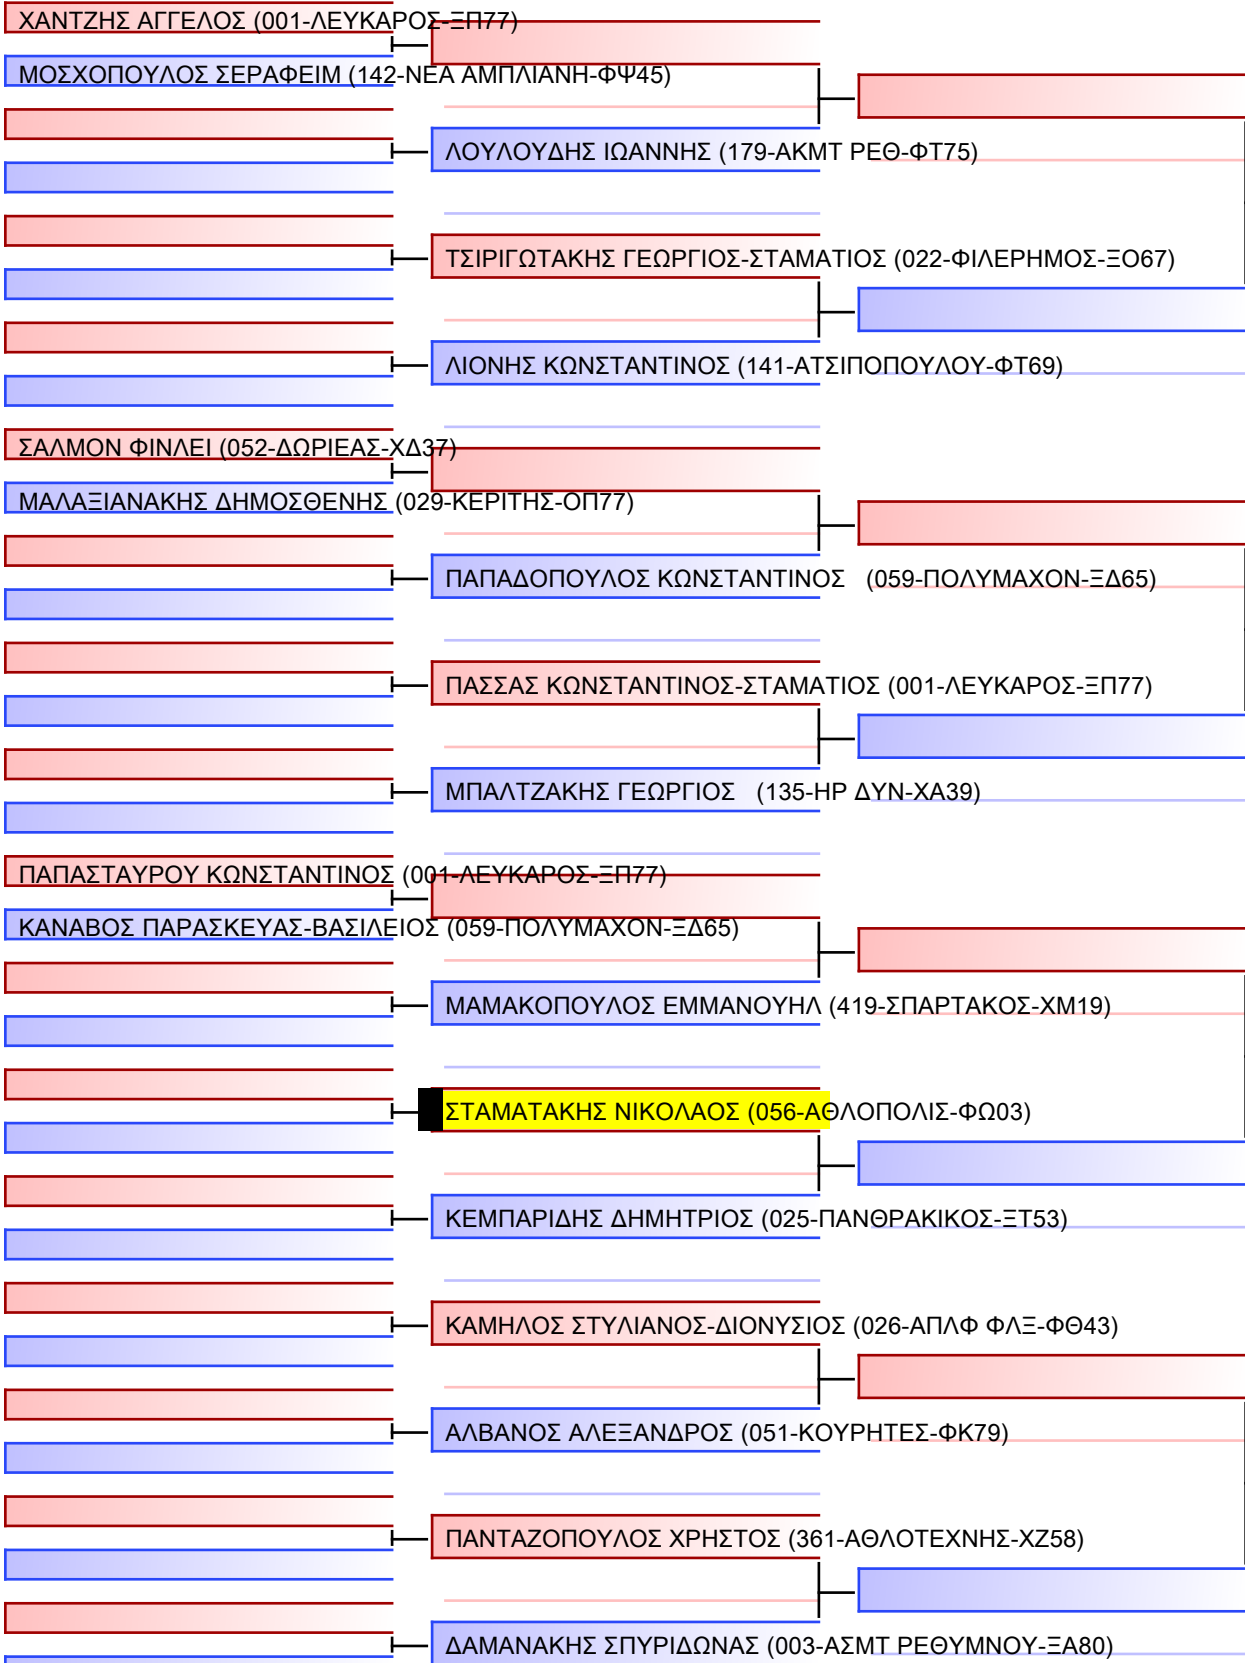 ΧΑΝΤΖΗΣ ΑΓΓΕΛΟΣ (001-ΛΕΥΚΑΡΟΣ-ΞΠ77)
ΜΟΣΧΟΠΟΥΛΟΣ ΣΕΡΑΦΕΙΜ (142-ΝΕΑ ΑΜΠΛΙΑΝΗ-ΦΨ45)
ΛΟΥΛΟΥΔΗΣ ΙΩΑΝΝΗΣ (179-ΑΚΜΤ ΡΕΘ-ΦΤ75)
ΤΣΙΡΙΓΩΤΑΚΗΣ ΓΕΩΡΓΙΟΣ-ΣΤΑΜΑΤΙΟΣ (022-ΦΙΛΕΡΗΜΟΣ-ΞΟ67)
ΛΙΟΝΗΣ ΚΩΝΣΤΑΝΤΙΝΟΣ (141-ΑΤΣΙΠΟΠΟΥΛΟΥ-ΦΤ69)
ΣΑΛΜΟΝ ΦΙΝΛΕΙ (052-ΔΩΡΙΕΑΣ-ΧΔ37)
ΜΑΛΑΞΙΑΝΑΚΗΣ ΔΗΜΟΣΘΕΝΗΣ (029-ΚΕΡΙΤΗΣ-ΟΠ77)
ΠΑΠΑΔΟΠΟΥΛΟΣ ΚΩΝΣΤΑΝΤΙΝΟΣ (059-ΠΟΛΥΜΑΧΟΝ-ΞΔ65)
ΠΑΣΣΑΣ ΚΩΝΣΤΑΝΤΙΝΟΣ-ΣΤΑΜΑΤΙΟΣ (001-ΛΕΥΚΑΡΟΣ-ΞΠ77)
ΜΠΑΛΤΖΑΚΗΣ ΓΕΩΡΓΙΟΣ (135-ΗΡ ΔΥΝ-ΧΑ39)
ΠΑΠΑΣΤΑΥΡΟΥ ΚΩΝΣΤΑΝΤΙΝΟΣ (001-ΛΕΥΚΑΡΟΣ-ΞΠ77)
ΚΑΝΑΒΟΣ ΠΑΡΑΣΚΕΥΑΣ-ΒΑΣΙΛΕΙΟΣ (059-ΠΟΛΥΜΑΧΟΝ-ΞΔ65)
ΜΑΜΑΚΟΠΟΥΛΟΣ ΕΜΜΑΝΟΥΗΛ (419-ΣΠΑΡΤΑΚΟΣ-ΧΜ19)
ΣΤΑΜΑΤΑΚΗΣ ΝΙΚΟΛΑΟΣ (056-ΑΘΛΟΠΟΛΙΣ-ΦΩ03)
ΚΕΜΠΑΡΙΔΗΣ ΔΗΜΗΤΡΙΟΣ (025-ΠΑΝΘΡΑΚΙΚΟΣ-ΞΤ53)
ΚΑΜΗΛΟΣ ΣΤΥΛΙΑΝΟΣ-ΔΙΟΝΥΣΙΟΣ (026-ΑΠΛΦ ΦΛΞ-ΦΘ43)
ΑΛΒΑΝΟΣ ΑΛΕΞΑΝΔΡΟΣ (051-ΚΟΥΡΗΤΕΣ-ΦΚ79)
ΠΑΝΤΑΖΟΠΟΥΛΟΣ ΧΡΗΣΤΟΣ (361-ΑΘΛΟΤΕΧΝΗΣ-ΧΖ58)
ΔΑΜΑΝΑΚΗΣ ΣΠΥΡΙΔΩΝΑΣ (003-ΑΣΜΤ ΡΕΘΥΜΝΟΥ-ΞΑ80)